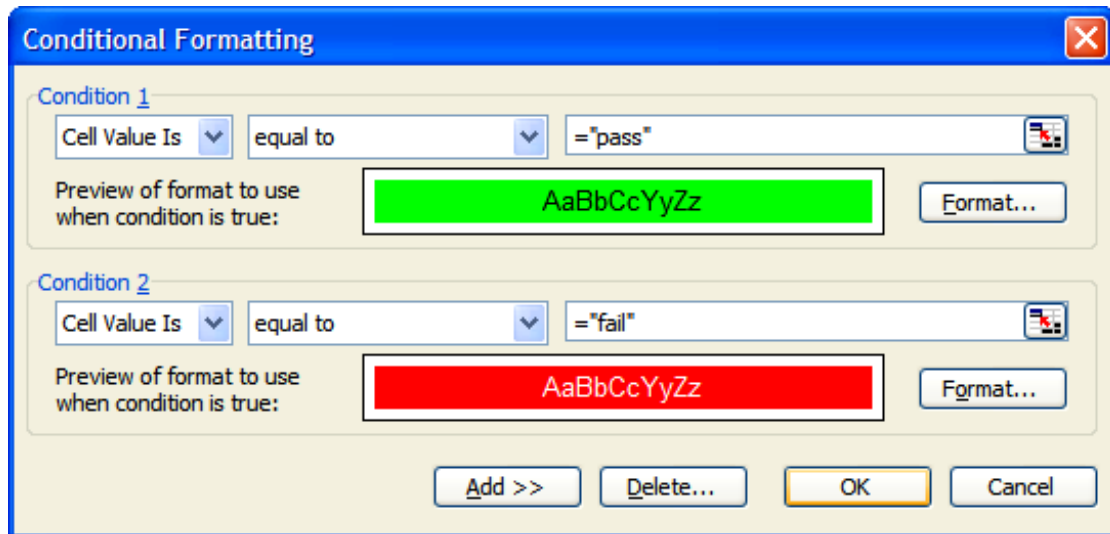 Conditional Formatting
Condition 1
Cell Value Is equal to ="pass"
Preview of format to use
when condition is true:
AaBbCcYyZz
Format...
Condition 2
Cell Value Is equal to ="fail"
Preview of format to use
when condition is true:
AaBbCcYyZz
Format...
Add >> Delete... OK Cancel